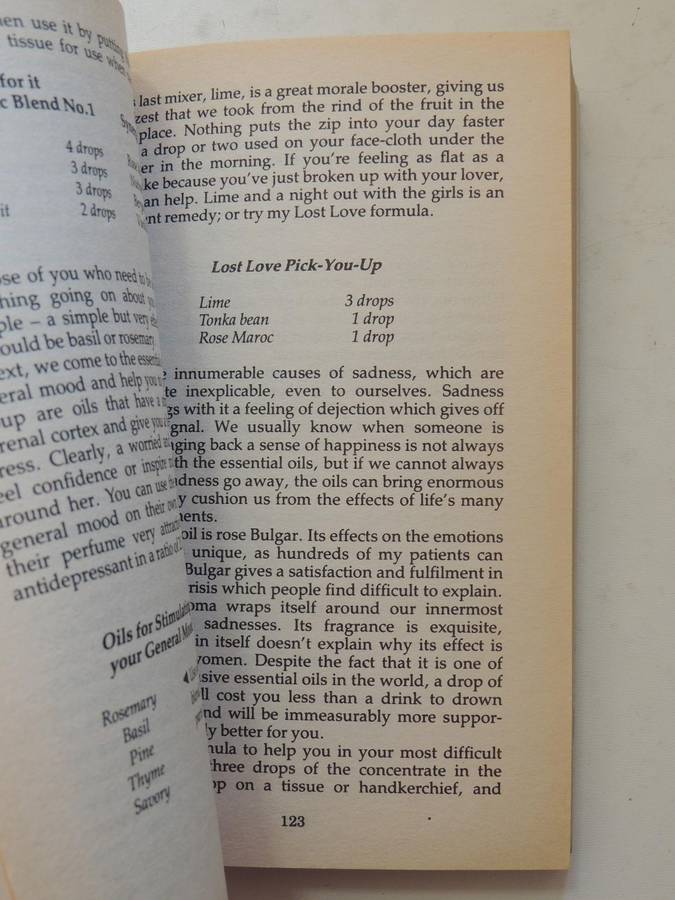 en use it by putting
tissue for use when
for it
c Blend No.1
4 drops
3 drops
3 drops
it 2 drops
ose of you who need to be
hing going on about you
ple – a simple but very
ould be basil or rosemary
ext, we come to the essential
eral mood and help you
up are oils that have a
renal cortex and give you
ress. Clearly, a worried
eel confidence or inspire
around her. You can use
general mood on their own
their perfume very
antidepressant in a ratio of
Oils for Stimulating
your General Mood
Rosemary
Basil
Pine
Thyme
Savory
last mixer, lime, is a great morale booster, giving us
zest that we took from the rind of the fruit in the
place. Nothing puts the zip into your day faster
a drop or two used on your face-cloth under the
er in the morning. If you're feeling as flat as a
ke because you've just broken up with your lover,
an help. Lime and a night out with the girls is an
nt remedy; or try my Lost Love formula.
Lost Love Pick-You-Up
Lime 3 drops
Tonka bean 1 drop
Rose Maroc 1 drop
innumerable causes of sadness, which are
te inexplicable, even to ourselves. Sadness
gs with it a feeling of dejection which gives off
gnal. We usually know when someone is
nging back a sense of happiness is not always
th the essential oils, but if we cannot always
dness go away, the oils can bring enormous
y cushion us from the effects of life's many
ents.
oil is rose Bulgar. Its effects on the emotions
unique, as hundreds of my patients can
Bulgar gives a satisfaction and fulfilment in
risis which people find difficult to explain.
oma wraps itself around our innermost
sadnesses. Its fragrance is exquisite,
in itself doesn't explain why its effect is
women. Despite the fact that it is one of
sive essential oils in the world, a drop of
ll cost you less than a drink to drown
nd will be immeasurably more suppor-
ly better for you.
nula to help you in your most difficult
three drops of the concentrate in the
op on a tissue or handkerchief, and
123